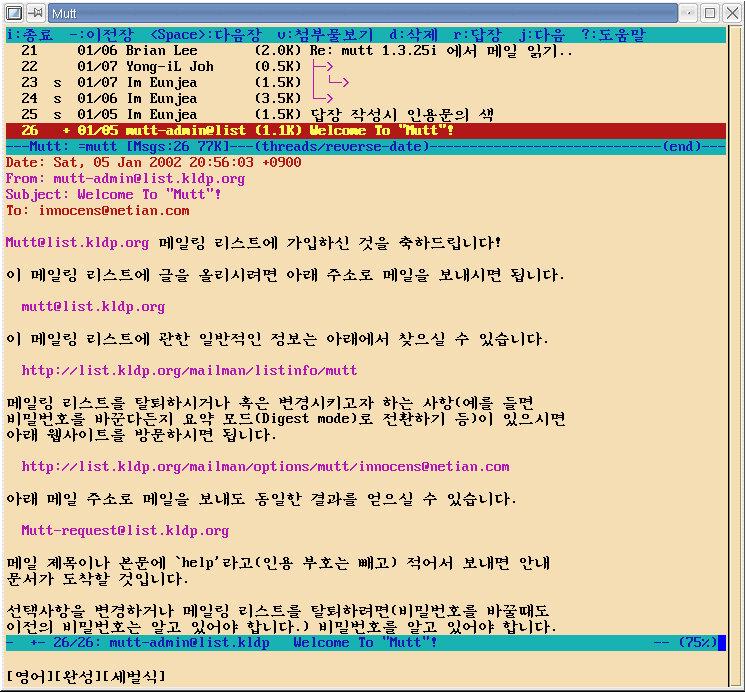 Mutt
i:종료  -:이전장  <Space>:다음장  v:첨부물보기  d:삭제  r:답장  j:다음  ?:도움말
21     01/06 Brian Lee       (2.0K) Re: mutt 1.3.25i 에서 메일 읽기..
22     01/07 Yong-iL Joh     (0.5K) ├─>
23  s  01/07 Im Eunjea       (1.5K) │ └─>
24  s  01/06 Im Eunjea       (3.5K) └─>
25  s  01/05 Im Eunjea       (1.5K) 답장 작성시 인용문의 색
26   + 01/05 mutt-admin@list (1.1K) Welcome To "Mutt"!
---Mutt: =mutt [Msgs:26 77K]---(threads/reverse-date)------------------------------(end)---
Date: Sat, 05 Jan 2002 20:56:03 +0900
From: mutt-admin@list.kldp.org
Subject: Welcome To "Mutt"!
To: innocens@netian.com
Mutt@list.kldp.org 메일링 리스트에 가입하신 것을 축하드립니다!
이 메일링 리스트에 글을 올리시려면 아래 주소로 메일을 보내시면 됩니다.
mutt@list.kldp.org
이 메일링 리스트에 관한 일반적인 정보는 아래에서 찾으실 수 있습니다.
http://list.kldp.org/mailman/listinfo/mutt
메일링 리스트를 탈퇴하시거나 혹은 변경시키고자 하는 사항(예를 들면
비밀번호를 바꾼다든지 요약 모드(Digest mode)로 전환하기 등)이 있으시면
아래 웹사이트를 방문하시면 됩니다.
http://list.kldp.org/mailman/options/mutt/innocens@netian.com
아래 메일 주소로 메일을 보내도 동일한 결과를 얻으실 수 있습니다.
Mutt-request@list.kldp.org
메일 제목이나 본문에 `help'라고(인용 부호는 빼고) 적어서 보내면 안내
문서가 도착할 것입니다.
선택사항을 변경하거나 메일링 리스트를 탈퇴하려면(비밀번호를 바꿀때도
이전의 비밀번호는 알고 있어야 합니다.) 비밀번호를 알고 있어야 합니다.
-  +- 26/26: mutt-admin@list.kldp   Welcome To "Mutt"!                            -- (75%)
[영어][완성][세벌식]